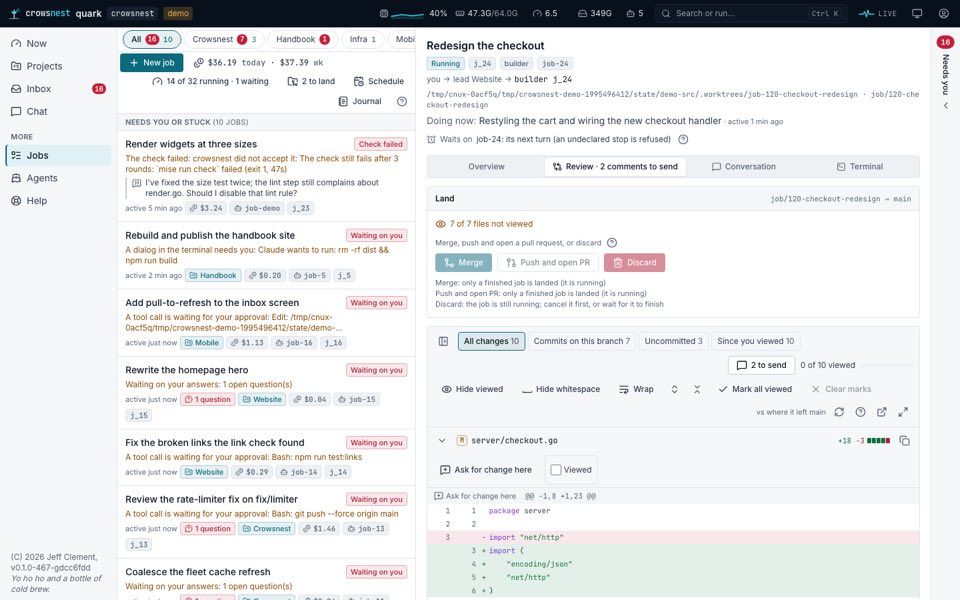 crowsnest quark crowsnest demo
40% 47.3G/64.0G 6.5 349G 5 Search or run... Ctrl K LIVE
Now
Projects
Inbox 16
Chat
MORE
Jobs
Agents
Help
(C) 2026 Jeff Clement,
v0.1.0-467-gdcc6fdd
Yo ho ho and a bottle of
cold brew.
All 16 10 Crowsnest 7 3 Handbook 1 Infra 1 Mobi
New job $36.19 today · $37.39 wk
14 of 32 running · 1 waiting 2 to land Schedule
Journal
NEEDS YOU OR STUCK (10 JOBS)
Render widgets at three sizes Check failed
The check failed: crowsnest did not accept it: The check still fails after 3
rounds: `mise run check` failed (exit 1, 47s)
I've fixed the size test twice; the lint step still complains about
render.go. Should I disable that lint rule?
active 5 min ago $3.24 job-demo j_23
Rebuild and publish the handbook site Waiting on you
A dialog in the terminal needs you: Claude wants to run: rm -rf dist &&
npm run build
active 2 min ago Handbook $0.20 job-5 j_5
Add pull-to-refresh to the inbox screen Waiting on you
A tool call is waiting for your approval: Edit: /tmp/cnux-
0acf5q/tmp/crowsnest-demo-1995496412/state/demo-...
active just now Mobile $1.13 job-16 j_16
Rewrite the homepage hero Waiting on you
Waiting on your answers: 1 open question(s)
active just now 1 question Website $0.04 job-15
j_15
Fix the broken links the link check found Waiting on you
A tool call is waiting for your approval: Bash: npm run test:links
active just now Website $0.29 job-14 j_14
Review the rate-limiter fix on fix/limiter Waiting on you
A tool call is waiting for your approval: Bash: git push --force origin main
active just now 1 question Crowsnest $1.46 job-13
j_13
Coalesce the fleet cache refresh Waiting on you
Waiting on your answers: 1 open question(s)
Redesign the checkout
Running j_24 builder job-24
you → lead Website → builder j_24
/tmp/cnux-0acf5q/tmp/crowsnest-demo-1995496412/state/demo-src/.worktrees/job-120-checkout-redesign · job/120-che
ckout-redesign
Doing now: Restyling the cart and wiring the new checkout handler · active 1 min ago
Waits on job-24: its next turn (an undeclared stop is refused)
Overview Review · 2 comments to send Conversation Terminal
Land job/120-checkout-redesign → main
7 of 7 files not viewed
Merge, push and open a pull request, or discard
Merge Push and open PR Discard
Merge: only a finished job is landed (it is running)
Push and open PR: only a finished job is landed (it is running)
Discard: the job is still running; cancel it first, or wait for it to finish
All changes 10 Commits on this branch 7 Uncommitted 3 Since you viewed 10
2 to send 0 of 10 viewed
Hide viewed Hide whitespace Wrap Mark all viewed Clear marks
vs where it left main
M server/checkout.go +18 -3
Ask for change here Viewed
Ask for change here @@ -1,8 +1,23 @@
1 1 package server
2 2
3 - import "net/http"
3 + import (
4 + "encoding/json"
5 + "net/http"
6 + )
16
Needs you